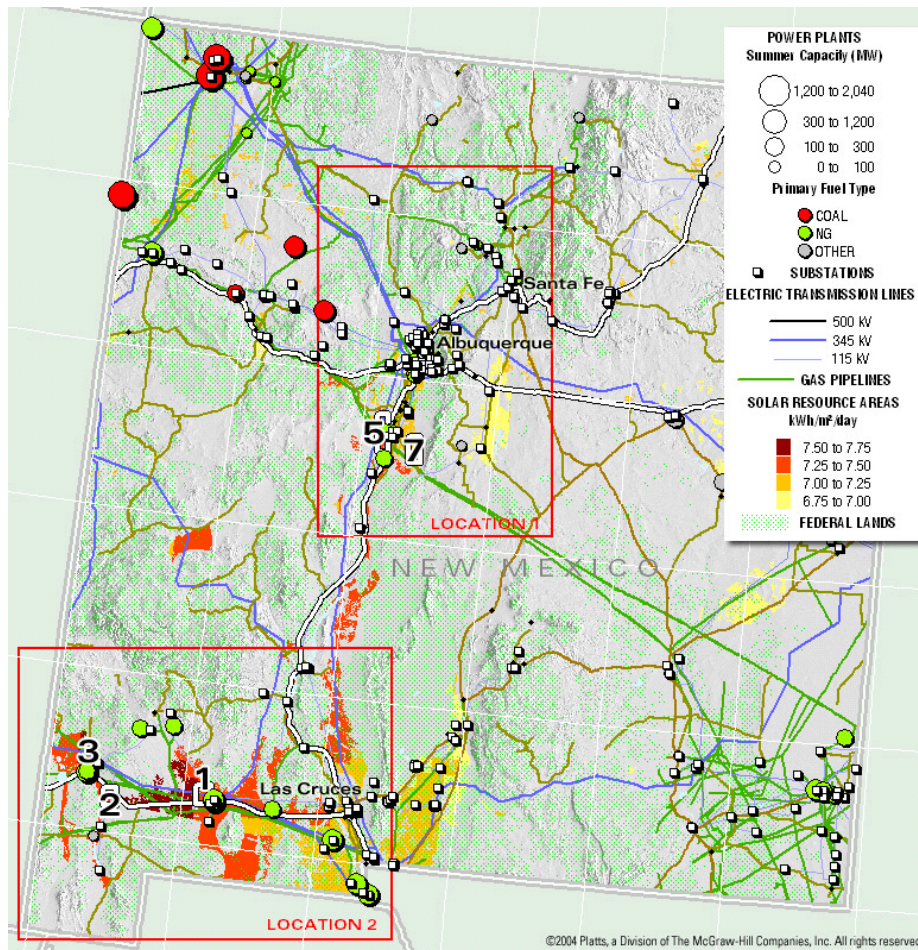 POWER PLANTS
Summer Capacity (MW)
1,200 to 2,040
300 to 1,200
100 to 300
0 to 100
Primary Fuel Type
COAL
NG
OTHER
SUBSTATIONS
ELECTRIC TRANSMISSION LINES
500 kV
345 kV
115 kV
GAS PIPELINES
SOLAR RESOURCE AREAS
kWh/m²/day
7.50 to 7.75
7.25 to 7.50
7.00 to 7.25
6.75 to 7.00
FEDERAL LANDS
Santa Fe
Albuquerque
5
7
LOCATION 1
NEW MEXICO
3
1
2
Las Cruces
LOCATION 2
©2004 Platts, a Division of The McGraw-Hill Companies, Inc. All rights reserved